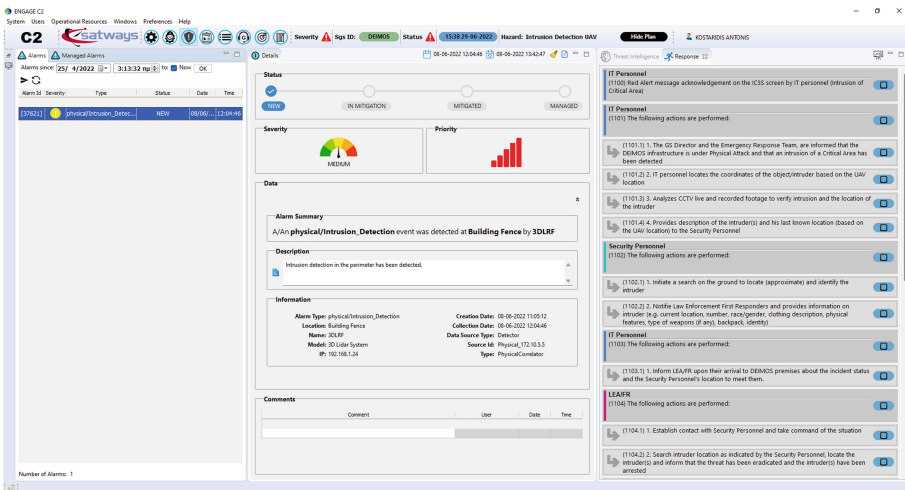 ENGAGE C2
System Users Operational Resources Windows Preferences Help
C2 satways Severity Sgs ID: DEIMOS Status 15:38 29-06-2022 Hazard: Intrusion Detection UAV Hide Plan KOSTARIDIS ANTONIS
Alarms Managed Alarms
Alarms since: 25/ 4/2022 3:13:32 πμ to: Now OK
Alarm Id Severity Type Status Date Time
[37621] physical/Intrusion_Detec... NEW 08/06/... 12:04:46
Number of Alarms: 1
Details 08-06-2022 12:04:46 08-06-2022 13:42:47
Status
NEW IN MITIGATION MITIGATED MANAGED
Severity Priority
MEDIUM
Data
Alarm Summary
A/An physical/Intrusion_Detection event was detected at Building Fence by 3DLRF
Description
Intrusion detection in the perimeter has been detected.
Information
Alarm Type: physical/Intrusion_Detection Creation Date: 08-06-2022 11:05:12
Location: Building Fence Collection Date: 08-06-2022 12:04:46
Name: 3DLRF Data Source Type: Detector
Model: 3D Lidar System Source Id: Physical_172.10.5.5
IP: 192.168.1.24 Type: PhysicalCorrelator
Comments
Comment User Date Time
Threat Intelligence Response
IT Personnel
(1100) Red Alert message acknowledgement on the IC3S screen by IT personnel (Intrusion of
Critical Area)
IT Personnel
(1101) The following actions are performed:
(1101.1) 1. The GS Director and the Emergency Response Team, are informed that the
DEIMOS infrastructure is under Physical Attack and that an intrusion of a Critical Area has
been detected
(1101.2) 2. IT personnel locates the coordinates of the object/intruder based on the UAV
location
(1101.3) 3. Analyzes CCTV live and recorded footage to verify intrusion and the location of
the intruder
(1101.4) 4. Provides description of the intruder(s) and his last known location (based on
the UAV location) to the Security Personnel
Security Personnel
(1102) The following actions are performed:
(1102.1) 1. Initiate a search on the ground to locate (approximate) and identify the
intruder
(1102.2) 2. Notifie Law Enforcement First Responders and provides information on
intruder (e.g. current location, number, race/gender, clothing description, physical
features, type of weapons (if any), backpack, identity)
IT Personnel
(1103) The following actions are performed:
(1103.1) 1. Inform LEA/FR upon their arrival to DEIMOS premises about the incident status
and the Security Personnel's location to meet them.
LEA/FR
(1104) The following actions are performed:
(1104.1) 1. Establish contact with Security Personnel and take command of the situation
(1104.2) 2. Search intruder location as indicated by the Security Personnel, locate the
intruder(s) and inform that the threat has been eradicated and the intruder(s) have been
arrested